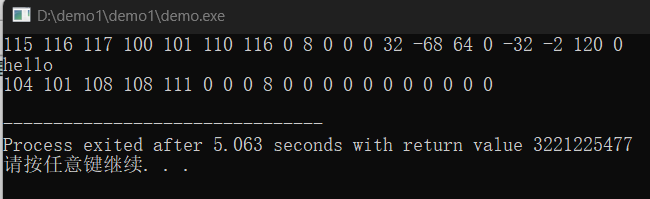 D:\demo1\demo1\demo.exe
115 116 117 100 101 110 116 0 8 0 0 0 32 -68 64 0 -32 -2 120 0
hello
104 101 108 108 111 0 0 0 8 0 0 0 0 0 0 0 0 0 0 0
--------------------------------
Process exited after 5.063 seconds with return value 3221225477
请按任意键继续. . .